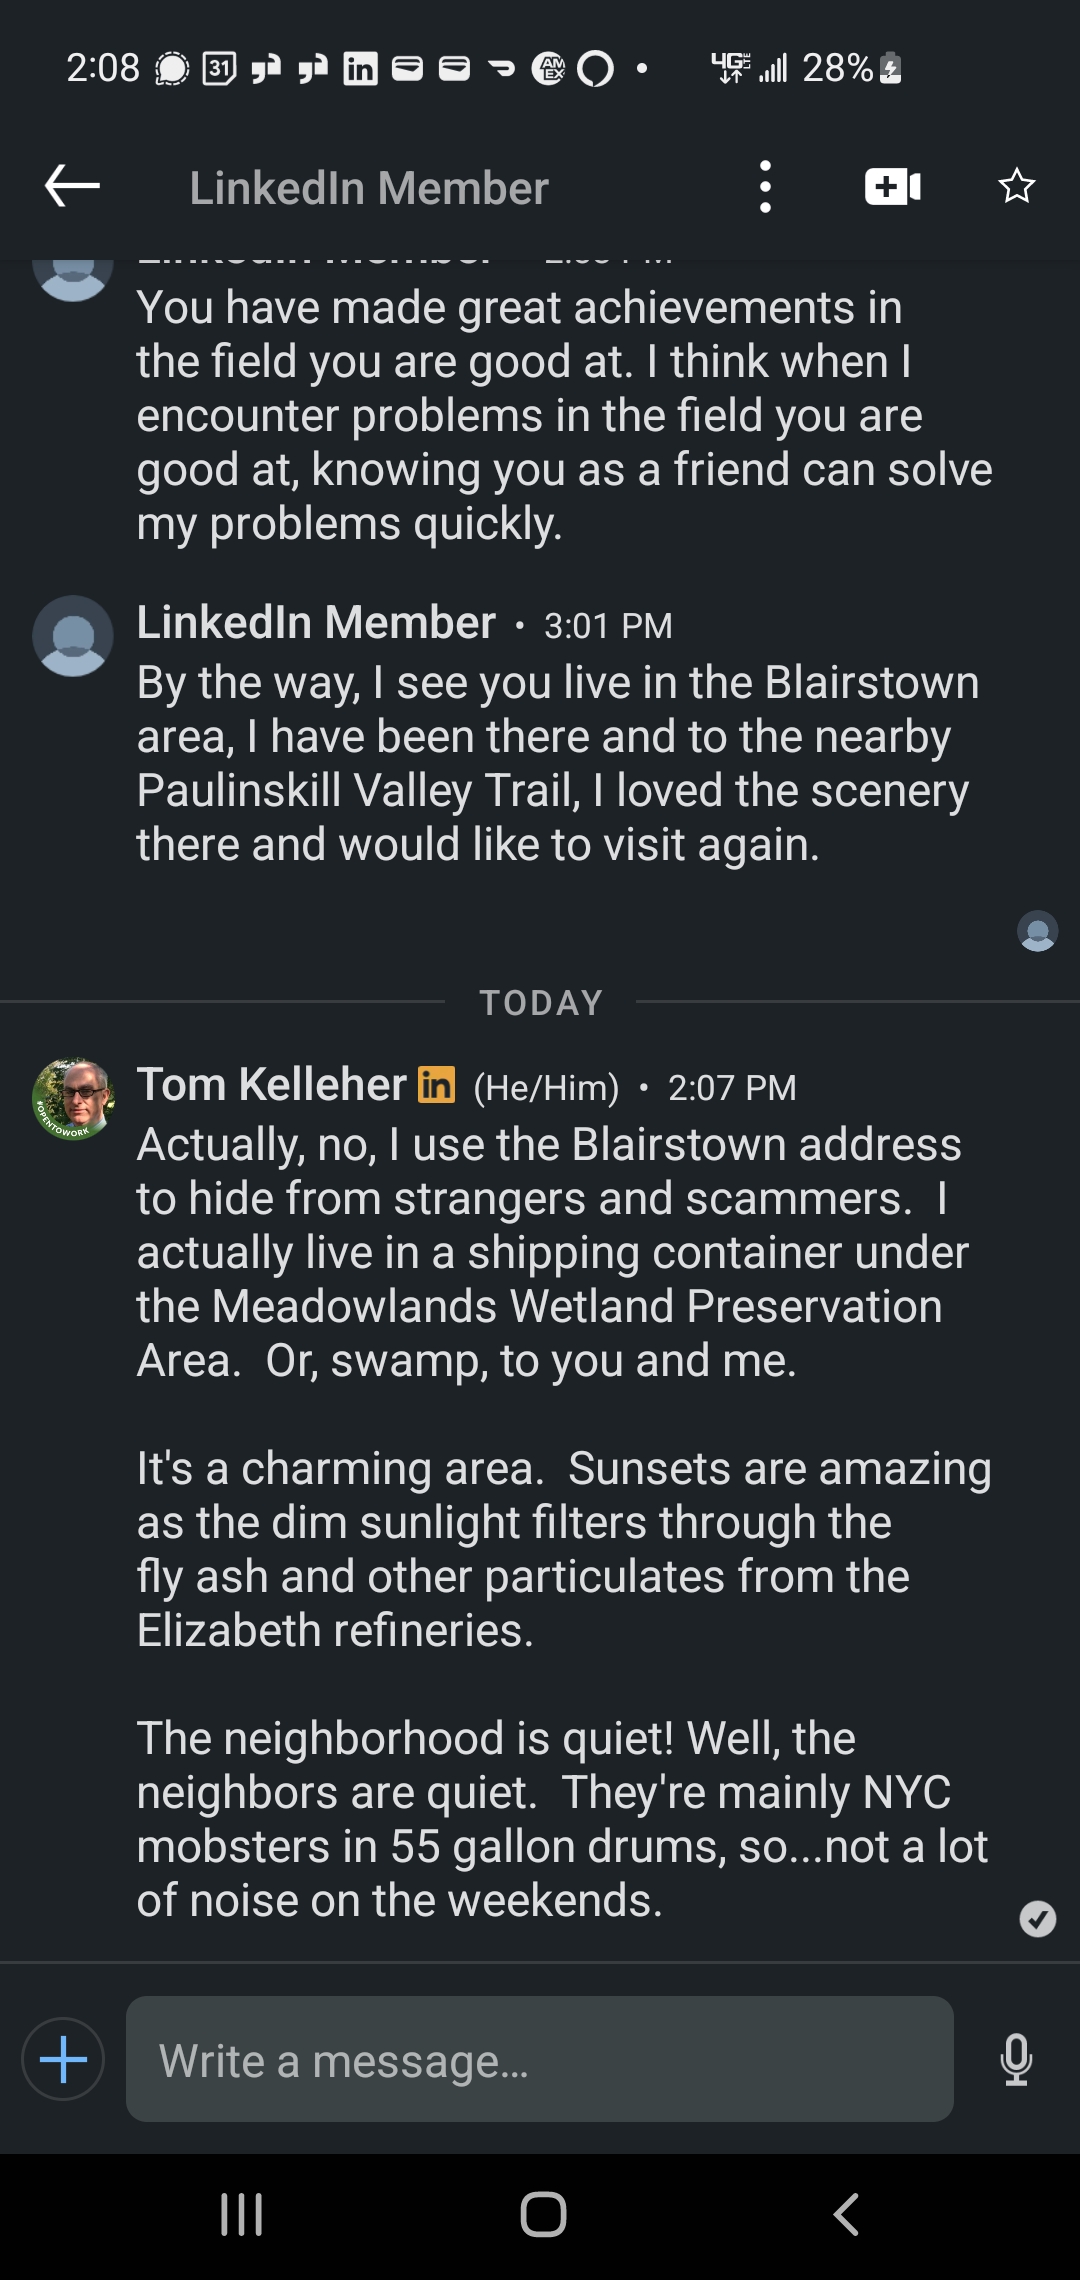 2:08 31 in AM EX 4G LTE 28%
LinkedIn Member
LinkedIn Member
You have made great achievements in
the field you are good at. I think when I
encounter problems in the field you are
good at, knowing you as a friend can solve
my problems quickly.
LinkedIn Member • 3:01 PM
By the way, I see you live in the Blairstown
area, I have been there and to the nearby
Paulinskill Valley Trail, I loved the scenery
there and would like to visit again.
TODAY
Tom Kelleher in (He/Him) • 2:07 PM
#OPENTOWORK
Actually, no, I use the Blairstown address
to hide from strangers and scammers.  I
actually live in a shipping container under
the Meadowlands Wetland Preservation
Area.  Or, swamp, to you and me.
It's a charming area.  Sunsets are amazing
as the dim sunlight filters through the
fly ash and other particulates from the
Elizabeth refineries.
The neighborhood is quiet! Well, the
neighbors are quiet.  They're mainly NYC
mobsters in 55 gallon drums, so...not a lot
of noise on the weekends.
Write a message...